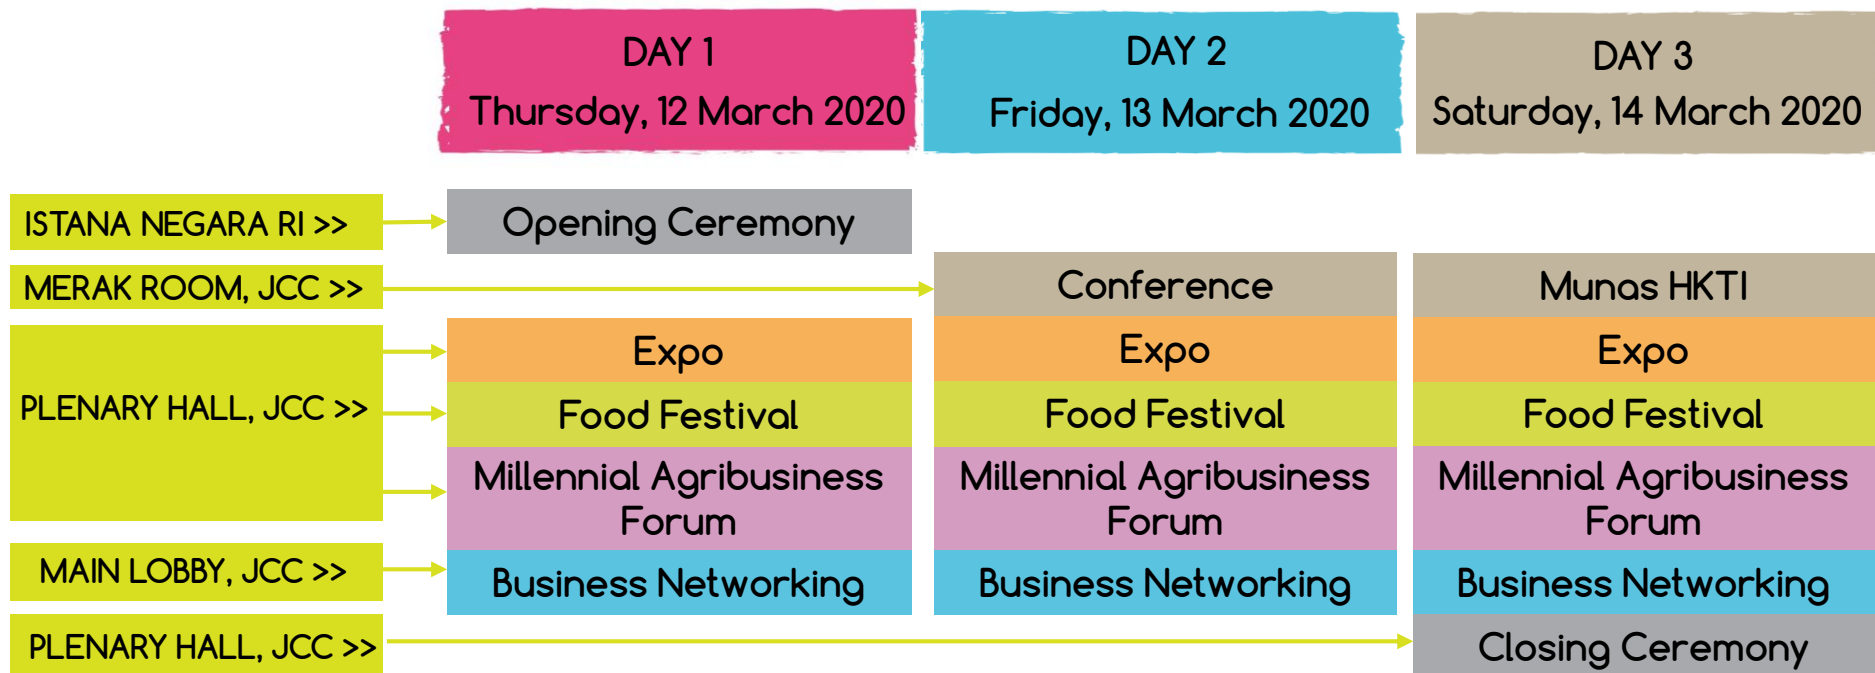 DAY 1
Thursday, 12 March 2020
DAY 2
Friday, 13 March 2020
DAY 3
Saturday, 14 March 2020
ISTANA NEGARA RI >>
Opening Ceremony
MERAK ROOM, JCC >>
Conference
Munas HKTI
PLENARY HALL, JCC >>
Expo
Expo
Expo
Food Festival
Food Festival
Food Festival
Millennial Agribusiness
Forum
Millennial Agribusiness
Forum
Millennial Agribusiness
Forum
MAIN LOBBY, JCC >>
Business Networking
Business Networking
Business Networking
PLENARY HALL, JCC >>
Closing Ceremony